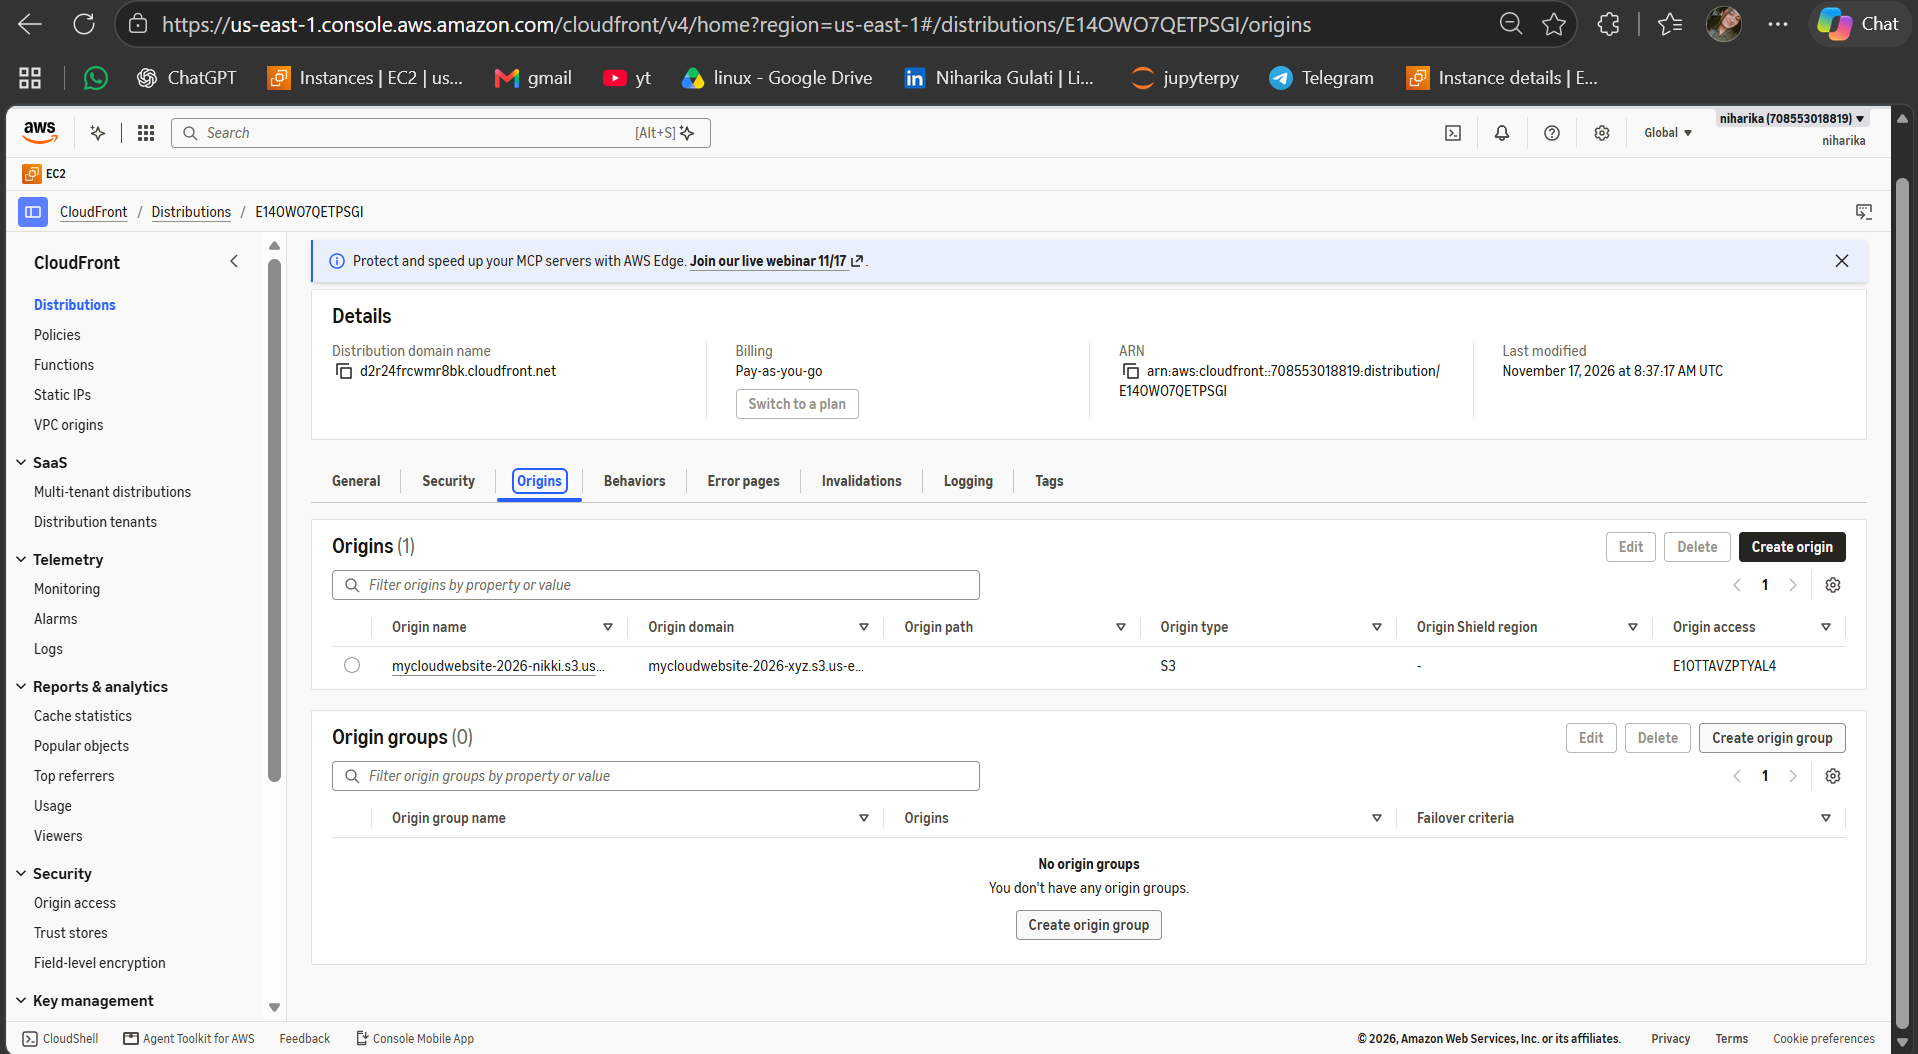 https://us-east-1.console.aws.amazon.com/cloudfront/v4/home?region=us-east-1#/distributions/E14OWO7QETPSGI/origins
Chat
ChatGPT
Instances | EC2 | us...
gmail
yt
linux - Google Drive
Niharika Gulati | Li...
jupyterpy
Telegram
Instance details | E...
aws
Search
[Alt+S]
Global
niharika (708553018819)
niharika
EC2
CloudFront / Distributions / E14OWO7QETPSGI
CloudFront
Distributions
Policies
Functions
Static IPs
VPC origins
SaaS
Multi-tenant distributions
Distribution tenants
Telemetry
Monitoring
Alarms
Logs
Reports & analytics
Cache statistics
Popular objects
Top referrers
Usage
Viewers
Security
Origin access
Trust stores
Field-level encryption
Key management
Protect and speed up your MCP servers with AWS Edge. Join our live webinar 11/17.
Details
Distribution domain name
d2r24frcwmr8bk.cloudfront.net
Billing
Pay-as-you-go
Switch to a plan
ARN
arn:aws:cloudfront::708553018819:distribution/
E14OWO7QETPSGI
Last modified
November 17, 2026 at 8:37:17 AM UTC
General
Security
Origins
Behaviors
Error pages
Invalidations
Logging
Tags
Origins (1)
Edit
Delete
Create origin
Filter origins by property or value
1
Origin name
Origin domain
Origin path
Origin type
Origin Shield region
Origin access
mycloudwebsite-2026-nikki.s3.us...
mycloudwebsite-2026-xyz.s3.us-e...
S3
-
E1OTTAVZPTYAL4
Origin groups (0)
Edit
Delete
Create origin group
Filter origin groups by property or value
1
Origin group name
Origins
Failover criteria
No origin groups
You don't have any origin groups.
Create origin group
CloudShell
Agent Toolkit for AWS
Feedback
Console Mobile App
© 2026, Amazon Web Services, Inc. or its affiliates.
Privacy
Terms
Cookie preferences